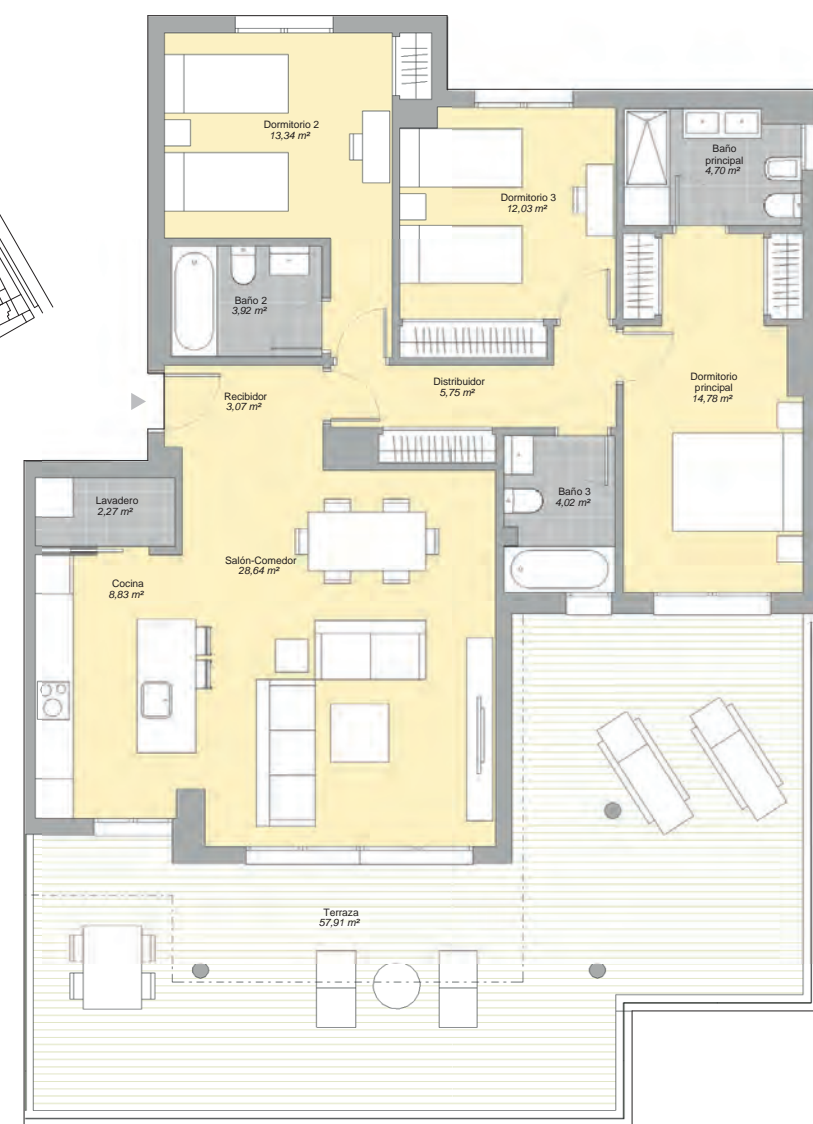 Dormitorio 2
13,34 m²
Baño
principal
4,70 m²
Dormitorio 3
12,03 m²
Baño 2
3,92 m²
Distribuidor
5,75 m²
Dormitorio
principal
14,78 m²
Recibidor
3,07 m²
Lavadero
2,27 m²
Baño 3
4,02 m²
Salón-Comedor
28,64 m²
Cocina
8,83 m²
Terraza
57,91 m²